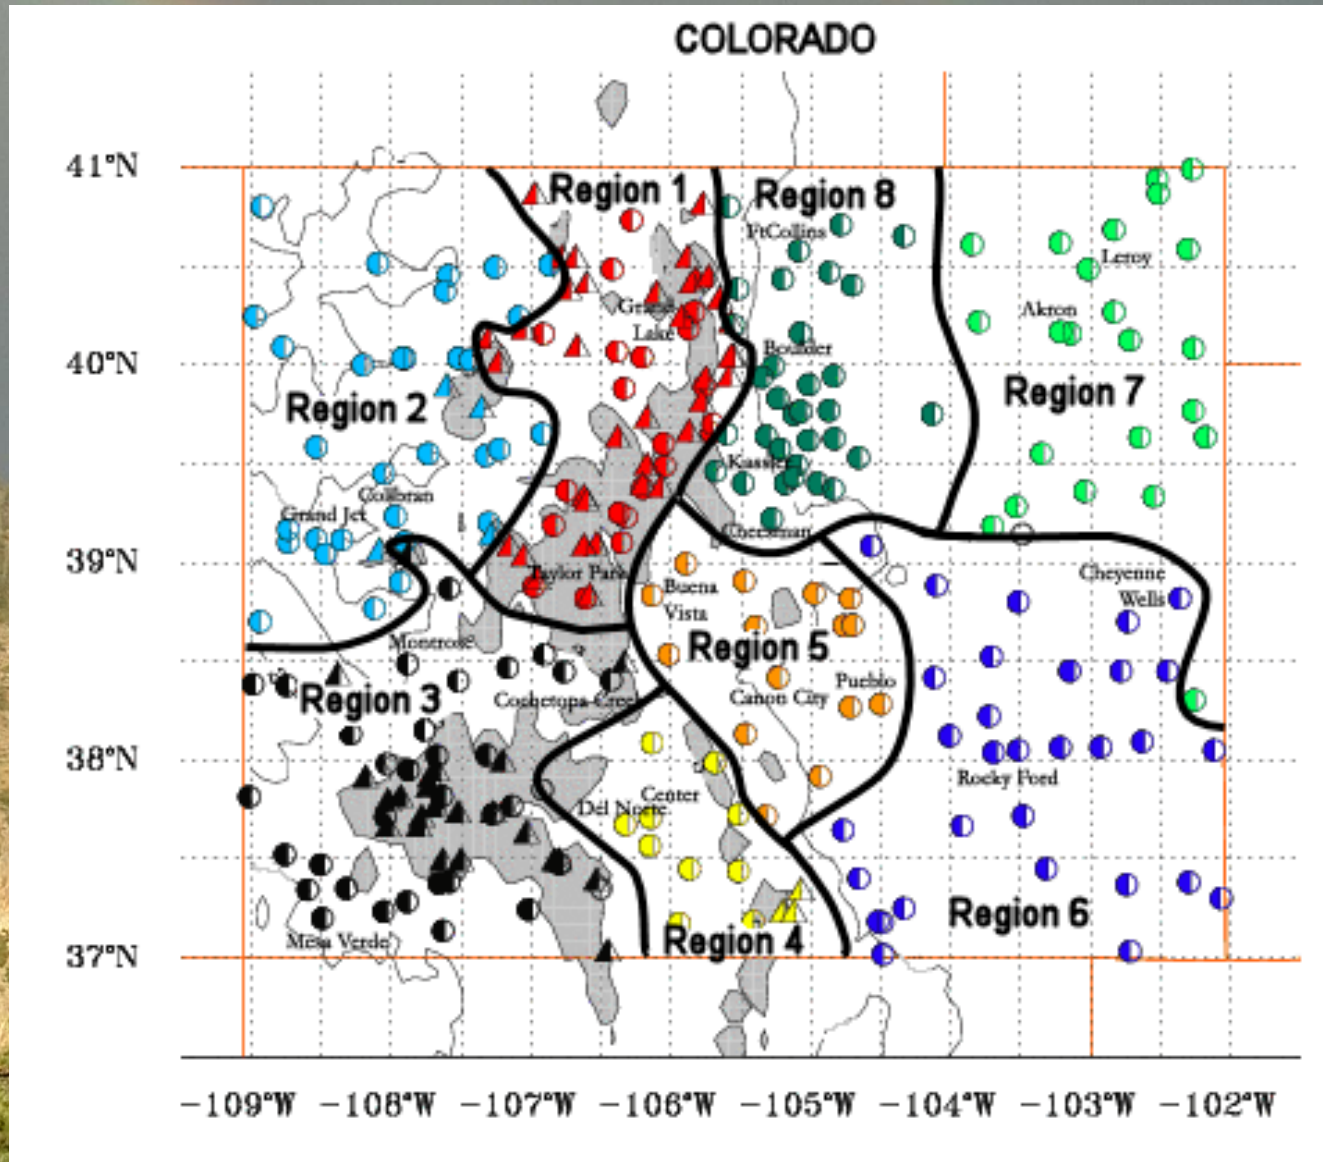 COLORADO
41°N
Region 1
Region 8
FtCollins
Leroy
Grand
Lake
Akron
40°N
Boulder
Region 2
Region 7
Kassler
Collbran
Grand Jct
Cheesman
39°N
Taylor Park
Buena
Vista
Cheyenne
Wells
Montrose
Region 5
Region 3
Cochetopa Creek
Canon City
Pueblo
38°N
Rocky Ford
Del Norte
Center
Mesa Verde
Region 4
Region 6
37°N
-109°W -108°W -107°W -106°W -105°W -104°W -103°W -102°W